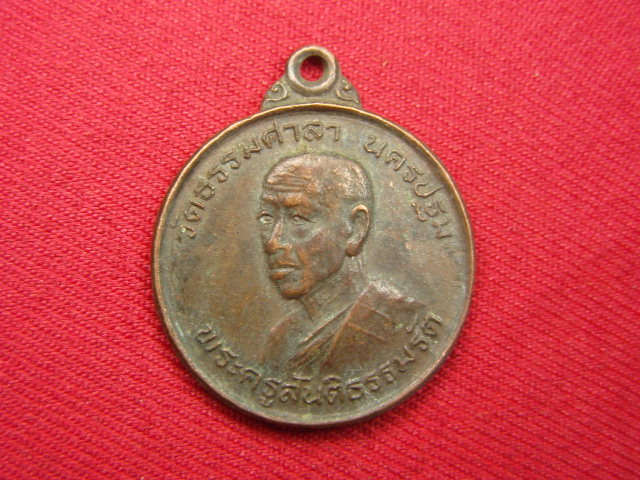 วัดธรรมศาลา นครปฐม
พระครูสันติธรรมรัต